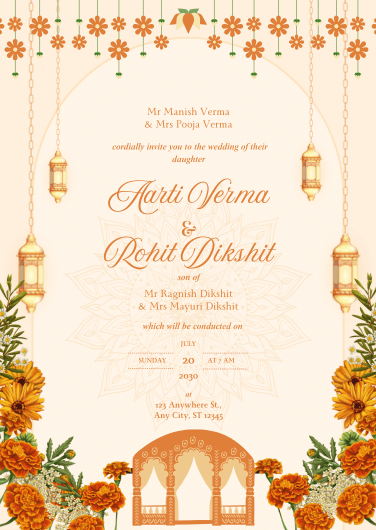 Mr Manish Verma
& Mrs Pooja Verma
cordially invite you to the wedding of their
daughter
Aarti Verma
&
Rohit Dikshit
son of
Mr Ragnish Dikshit
& Mrs Mayuri Dikshit
which will be conducted on
JULY
SUNDAY 20 AT 7 AM
2030
at
123 Anywhere St.,
Any City, ST 12345